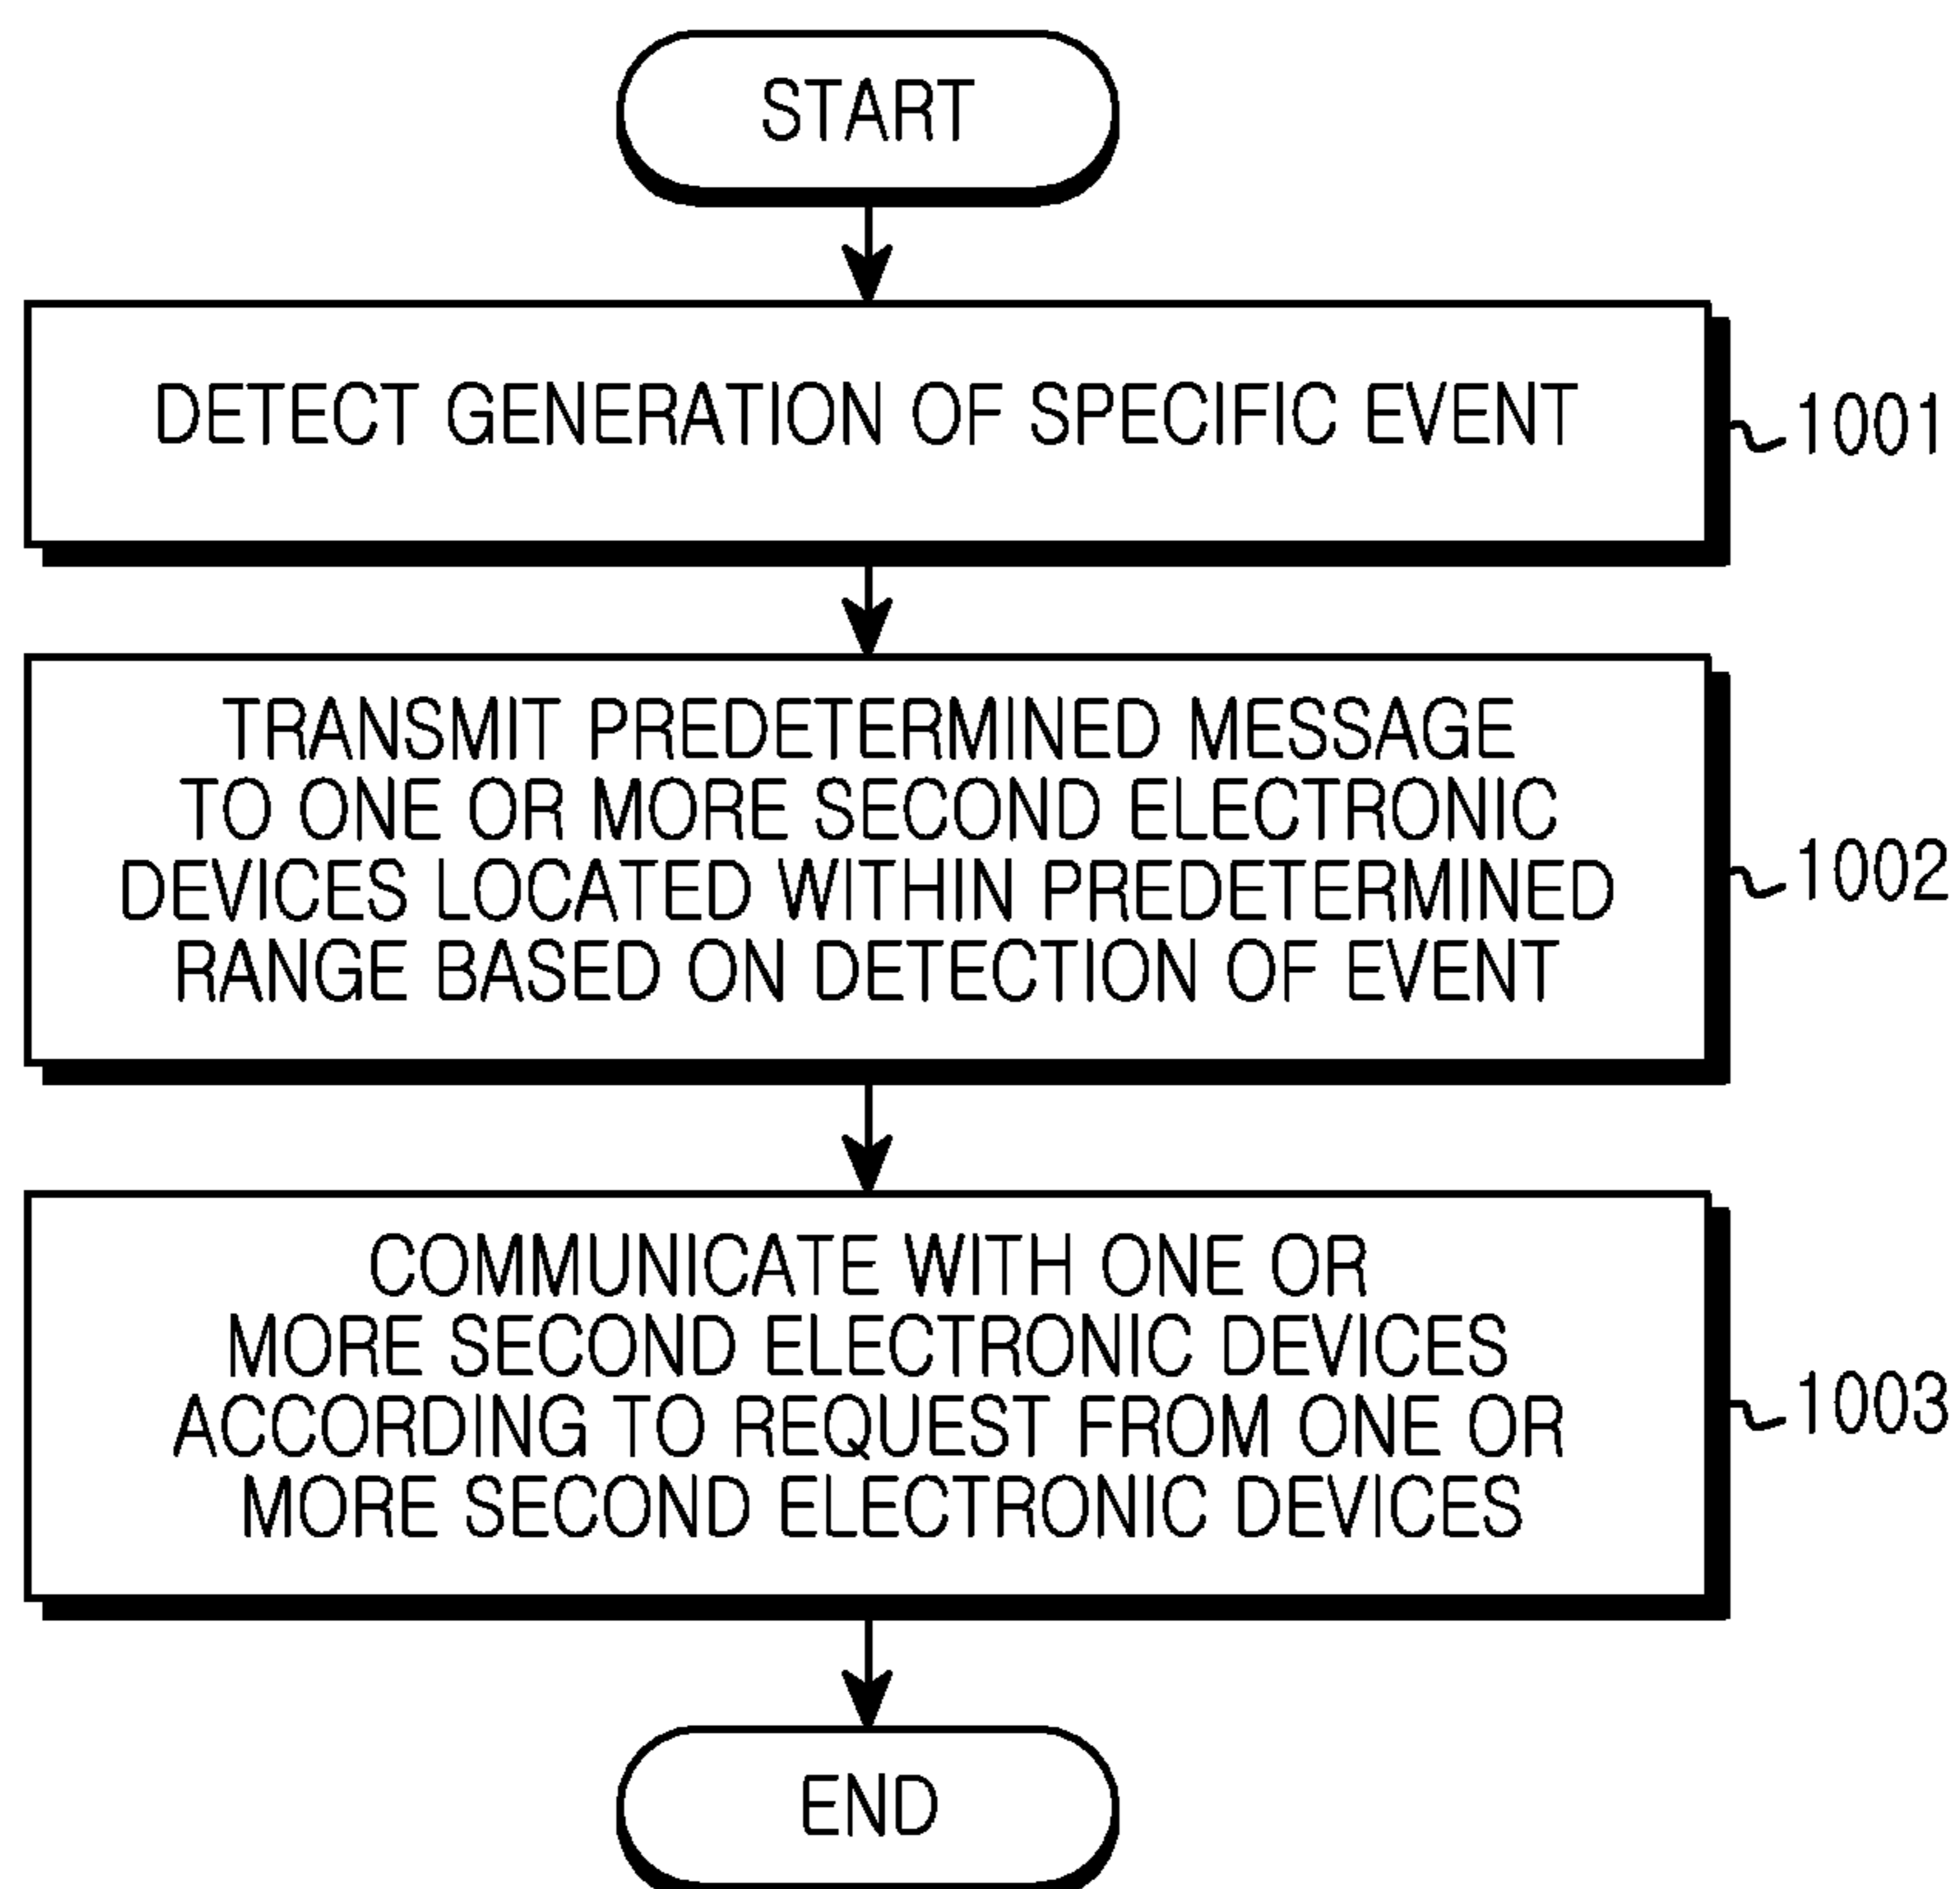 START
DETECT GENERATION OF SPECIFIC EVENT
1001
TRANSMIT PREDETERMINED MESSAGE
TO ONE OR MORE SECOND ELECTRONIC
DEVICES LOCATED WITHIN PREDETERMINED
RANGE BASED ON DETECTION OF EVENT
1002
COMMUNICATE WITH ONE OR
MORE SECOND ELECTRONIC DEVICES
ACCORDING TO REQUEST FROM ONE OR
MORE SECOND ELECTRONIC DEVICES
1003
END